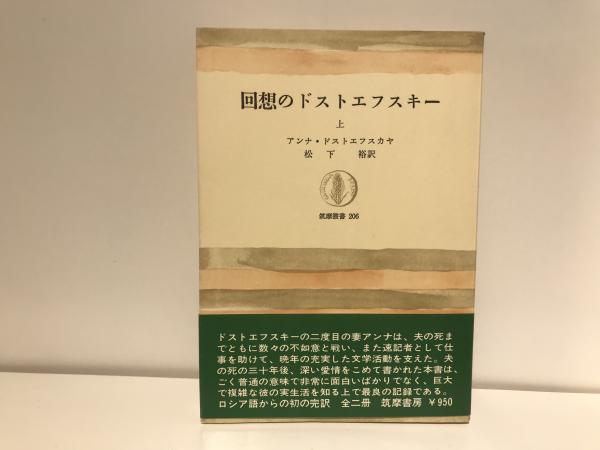 回想のドストエフスキー
上
アンナ・ドストエフスカヤ
松下 裕訳
筑摩叢書 206
ドストエフスキーの二度目の妻アンナは、夫の死ま
でともに数々の不如意と戦い、また速記者として仕
事を助けて、晩年の充実した文学活動を支えた。夫
の死の三十年後、深い愛情をこめて書かれた本書は、
ごく普通の意味で非常に面白いばかりでなく、巨大
で複雑な彼の実生活を知る上で最良の記録である。
ロシア語からの初の完訳 全二冊 筑摩書房 ¥950